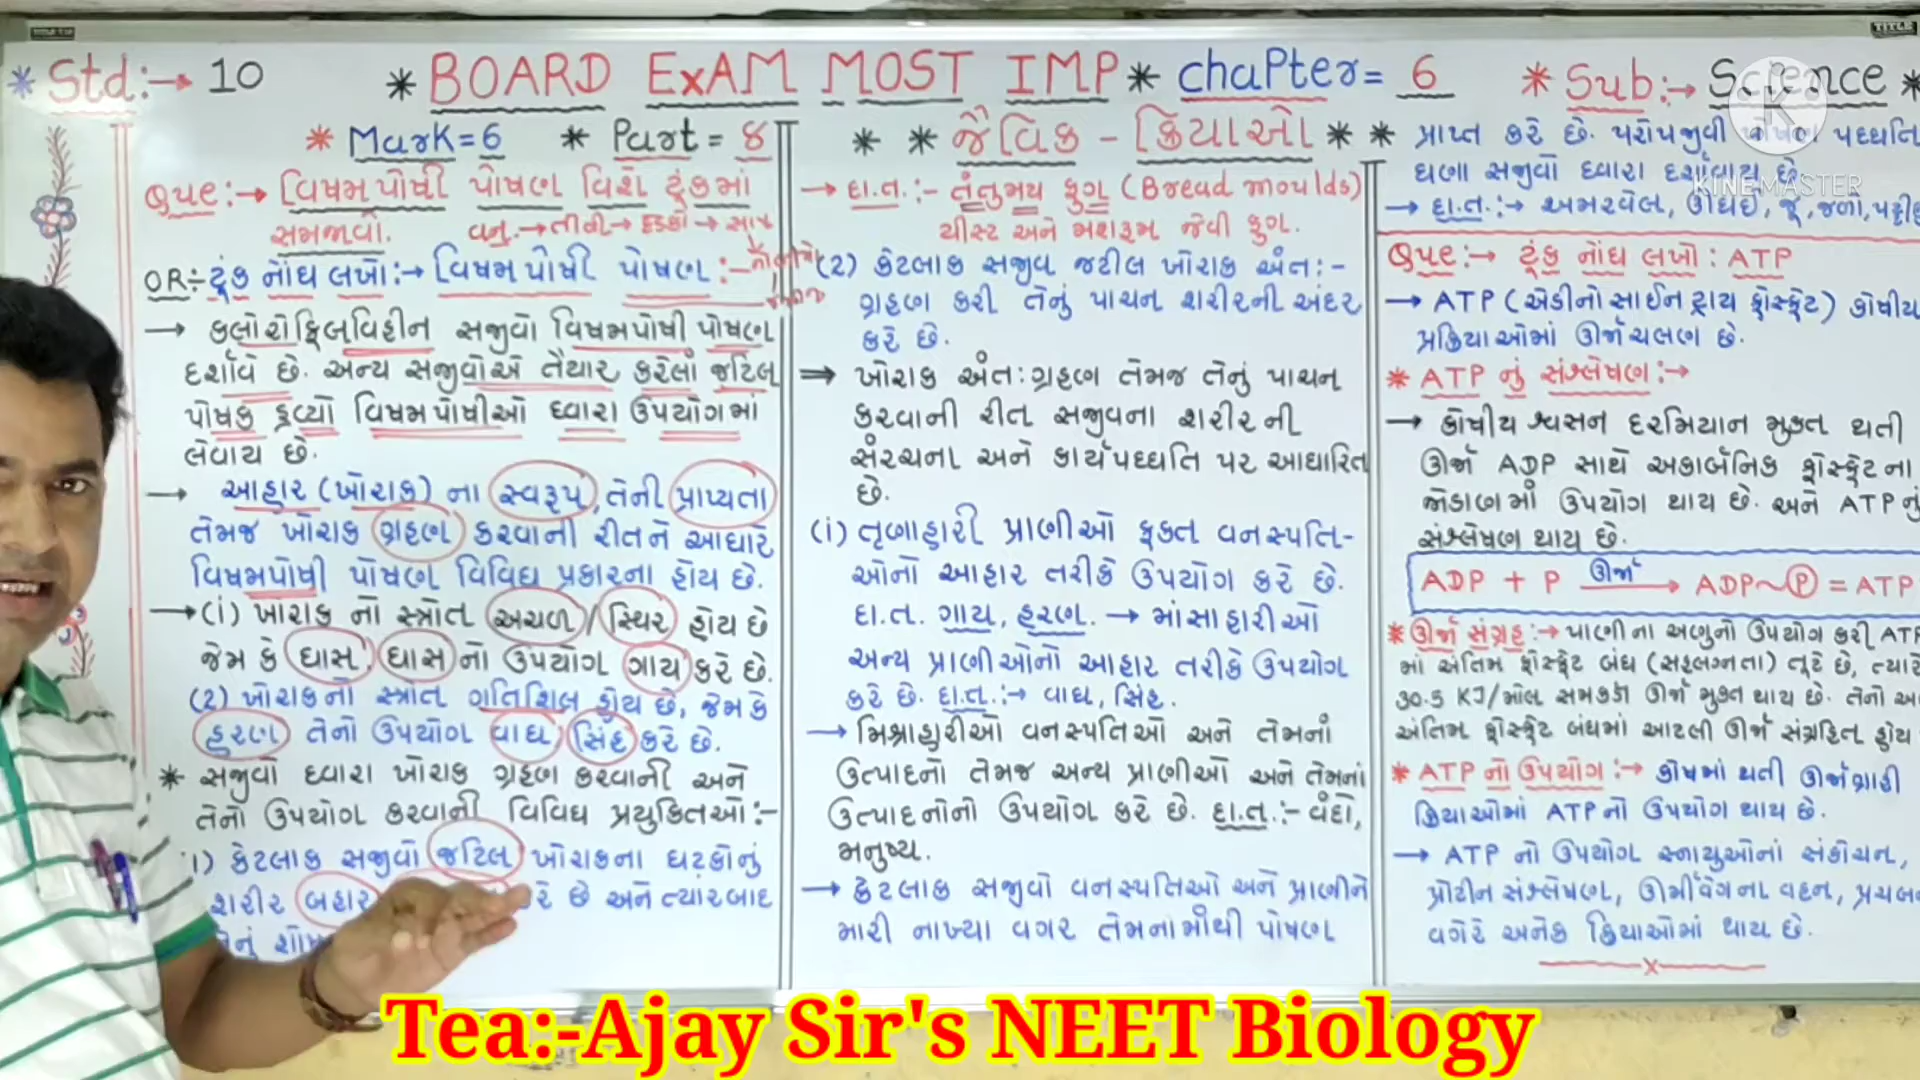 * Std:→ 10 * BOARD ExAM MOST IMP * chaPter= 6 * Sub:→ Science *
* Mark=6 * Part = ૪
Que:→ વિષમપોષી પોષણ વિશે ટૂંકમાં
સમજાવો.
OR:- ટૂંક નોંધ લખો:→ વિષમપોષી પોષણ :-
→ ક્લોરોફિલવિહીન સજીવો વિષમપોષી પોષણ
દર્શાવે છે. અન્ય સજીવોએ તૈયાર કરેલાં જટિલ
પોષક દ્રવ્યો વિષમપોષીઓ દ્વારા ઉપયોગમાં
લેવાય છે.
→ આહાર (ખોરાક) ના સ્વરૂપ, તેની પ્રાપ્યતા
તેમજ ખોરાક ગ્રહણ કરવાની રીતને આધારે
વિષમપોષી પોષણ વિવિધ પ્રકારના હોય છે.
→ (i) ખોરાક નો સ્ત્રોત અચળ / સ્થિર હોય છે
જેમ કે ઘાસ, ઘાસ નો ઉપયોગ ગાય કરે છે.
(2) ખોરાકનો સ્ત્રોત ગતિશિલ હોય છે, જેમ કે
હરણ તેનો ઉપયોગ વાઘ, સિંહ કરે છે.
* સજીવો દ્વારા ખોરાક ગ્રહણ કરવાની અને
તેનો ઉપયોગ કરવાની વિવિધ પ્રયુક્તિઓ:-
1) કેટલાક સજીવો જટિલ ખોરાકના ઘટકોનું
શરીર બહાર કરે છે અને ત્યારબાદ
* * જૈવિક - ક્રિયાઓ * *
→ દા.ત.:- તંતુમય ફુગ (Bread moulds)
યીસ્ટ અને મશરૂમ જેવી ફુગ.
(2) કેટલાક સજીવ જટીલ ખોરાક અંત:-
ગ્રહણ કરી તેનું પાચન શરીરની અંદર
કરે છે.
⇒ ખોરાક અંત:ગ્રહણ તેમજ તેનું પાચન
કરવાની રીત સજીવના શરીર ની
સંરચના અને કાર્યપધ્ધતિ પર આધારિત
છે.
(i) તૃણાહારી પ્રાણીઓ ફક્ત વનસ્પતિ-
ઓનો આહાર તરીકે ઉપયોગ કરે છે.
દા.ત. ગાય, હરણ. → માંસાહારીઓ
અન્ય પ્રાણીઓનો આહાર તરીકે ઉપયોગ
કરે છે. દા.ત.:→ વાઘ, સિંહ.
→ મિશ્રાહારીઓ વનસ્પતિઓ અને તેમનાં
ઉત્પાદનો તેમજ અન્ય પ્રાણીઓ અને તેમનાં
ઉત્પાદનોનો ઉપયોગ કરે છે. દા.ત.:- વંદો,
મનુષ્ય.
→ કેટલાક સજીવો વનસ્પતિઓ અને પ્રાણીને
મારી નાખ્યા વગર તેમનામાંથી પોષણ
પ્રાપ્ત કરે છે. પરોપજીવી પોષણ પધ્ધતિ
ઘણા સજીવો દ્વારા દર્શાવાય છે.
KINEMASTER
→ દા.ત.:→ અમરવેલ, ઊધઈ, જૂ, જળો,
Que:→ ટૂંક નોંધ લખો : ATP
→ ATP (એડીનોસાઈન ટ્રાય ફોસ્ફેટ) કોષીય
પ્રક્રિયાઓમાં ઊર્જા ચલણ છે.
* ATP નું સંશ્લેષણ:→
→ કોષીય શ્વસન દરમિયાન મુક્ત થતી
ઊર્જા ADP સાથે અકાર્બનિક ફોસ્ફેટના
જોડાણમાં ઉપયોગ થાય છે. અને ATP નું
સંશ્લેષણ થાય છે.
ADP + P ઊર્જા → ADP~Ⓟ = ATP
* ઊર્જા સંગ્રહ:→ પાણીના અણુનો ઉપયોગ કરી ATP
માં અંતિમ ફોસ્ફેટ બંધ (સહલગ્નતા) તૂટે છે, ત્યારે
30.5 KJ/મોલ સમકક્ષ ઊર્જા મુક્ત થાય છે. તેનો
અંતિમ ફોસ્ફેટ બંધમાં આટલી ઊર્જા સંગ્રહિત હોય
* ATP નો ઉપયોગ:→ કોષમાં થતી ઊર્જાગ્રાહી
ક્રિયાઓમાં ATP નો ઉપયોગ થાય છે.
→ ATP નો ઉપયોગ સ્નાયુઓનાં સંકોચન,
પ્રોટીન સંશ્લેષણ, ઊર્મીવેગના વહન,
વગેરે અનેક ક્રિયાઓમાં થાય છે.
Tea:-Ajay Sir's NEET Biology